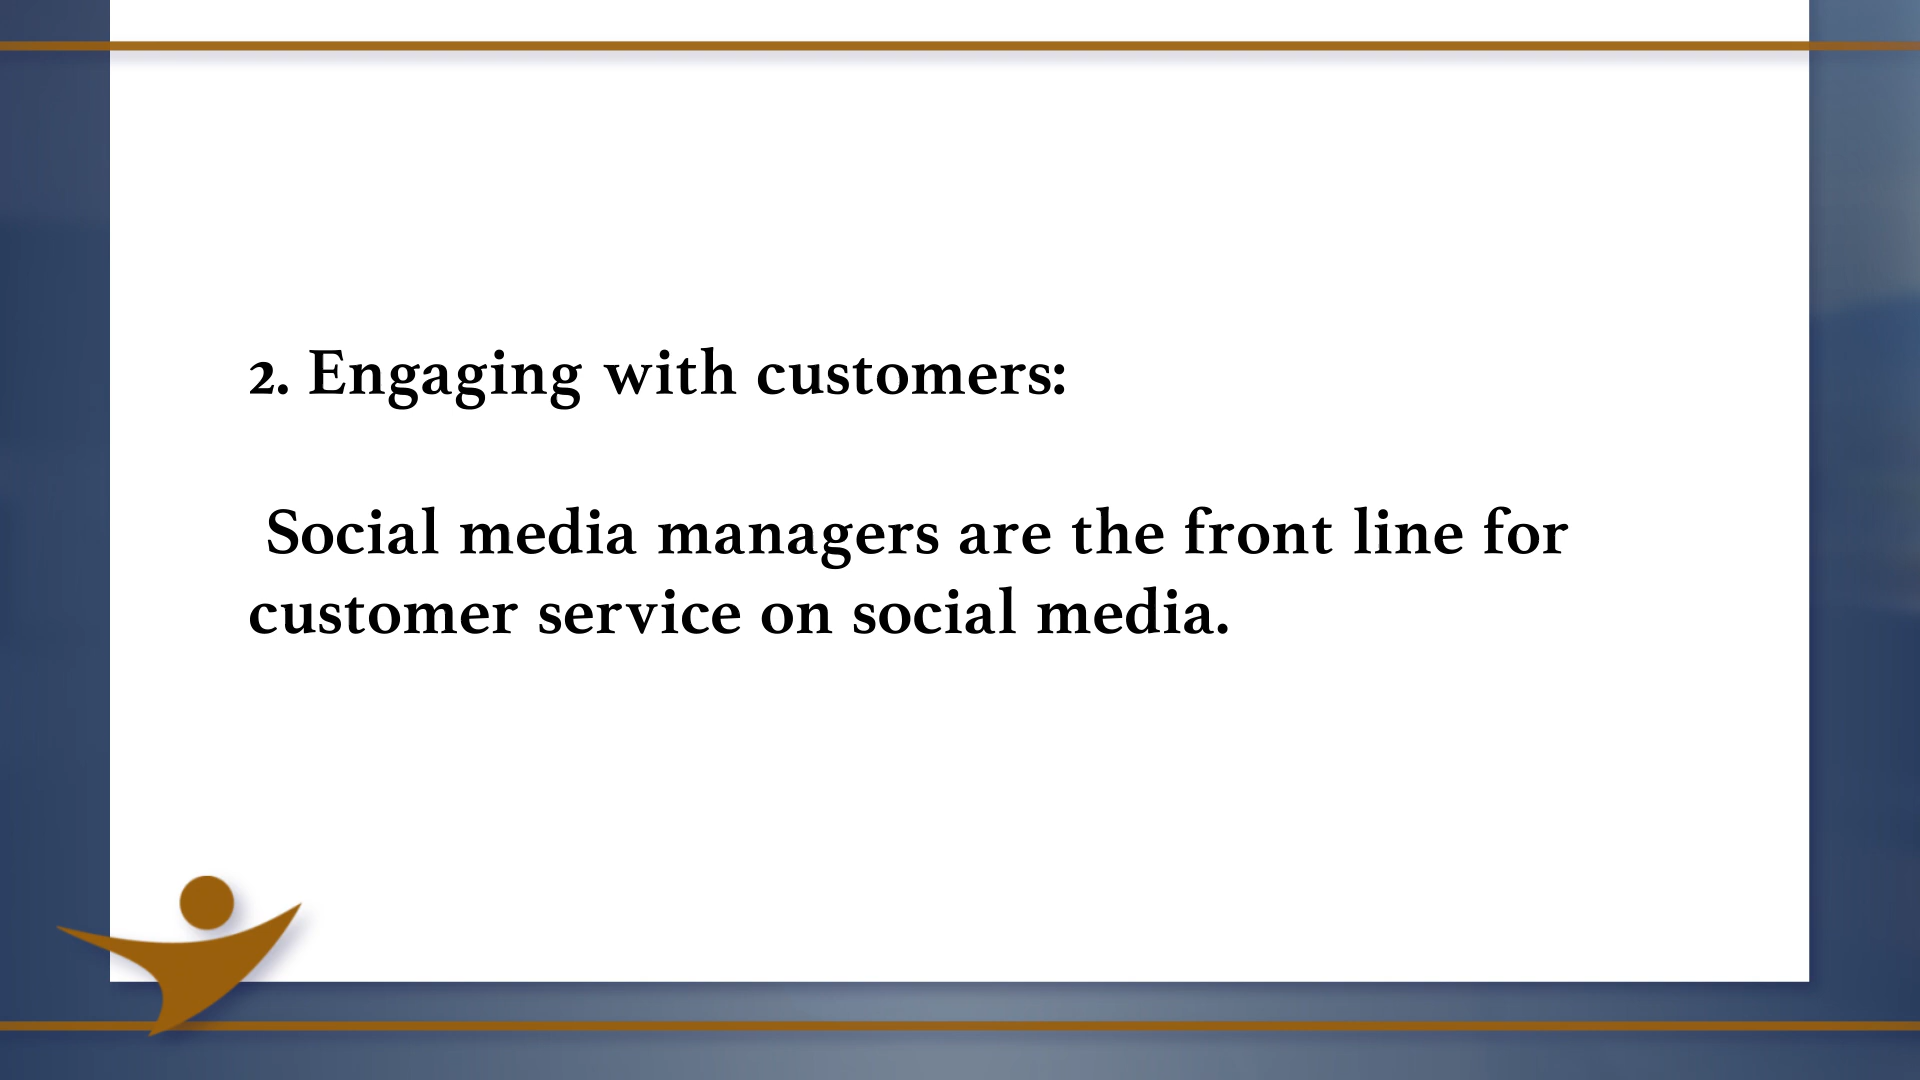 2. Engaging with customers:
Social media managers are the front line for
customer service on social media.